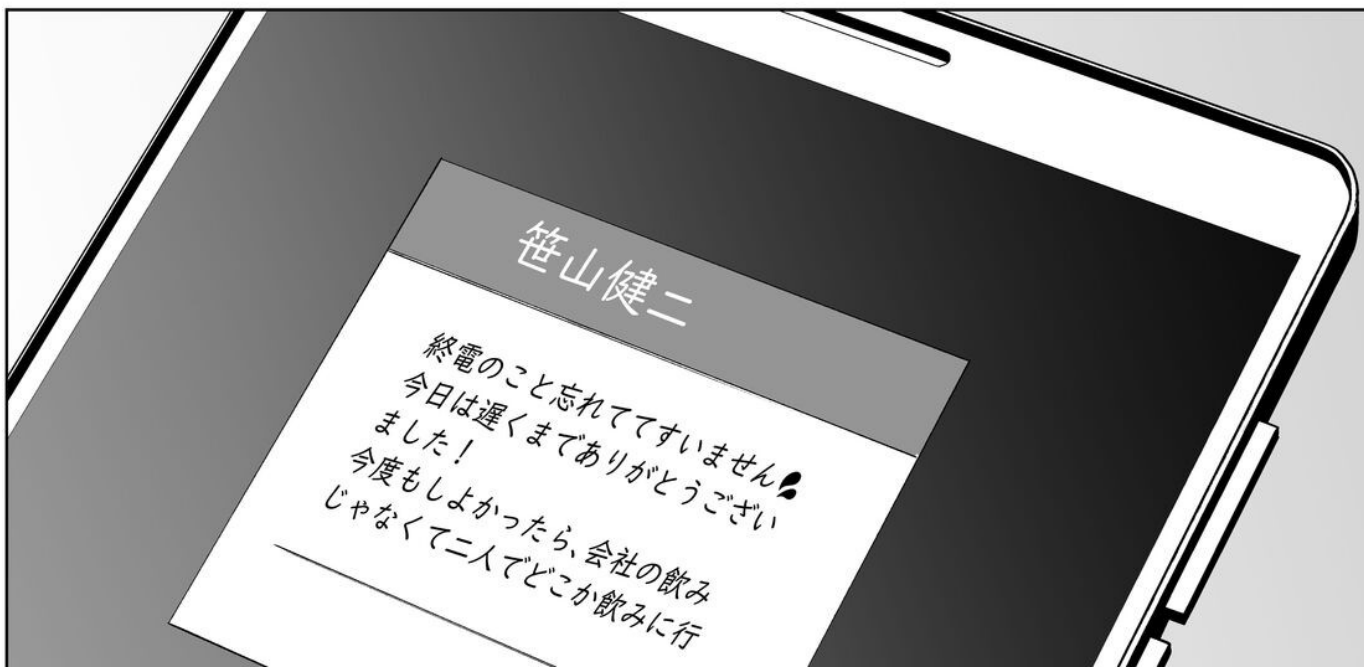 笹山健二
終電のこと忘れててすいません💦
今日は遅くまでありがとうござい
ました！
今度もしよかったら、会社の飲み
じゃなくて二人でどこか飲みに行